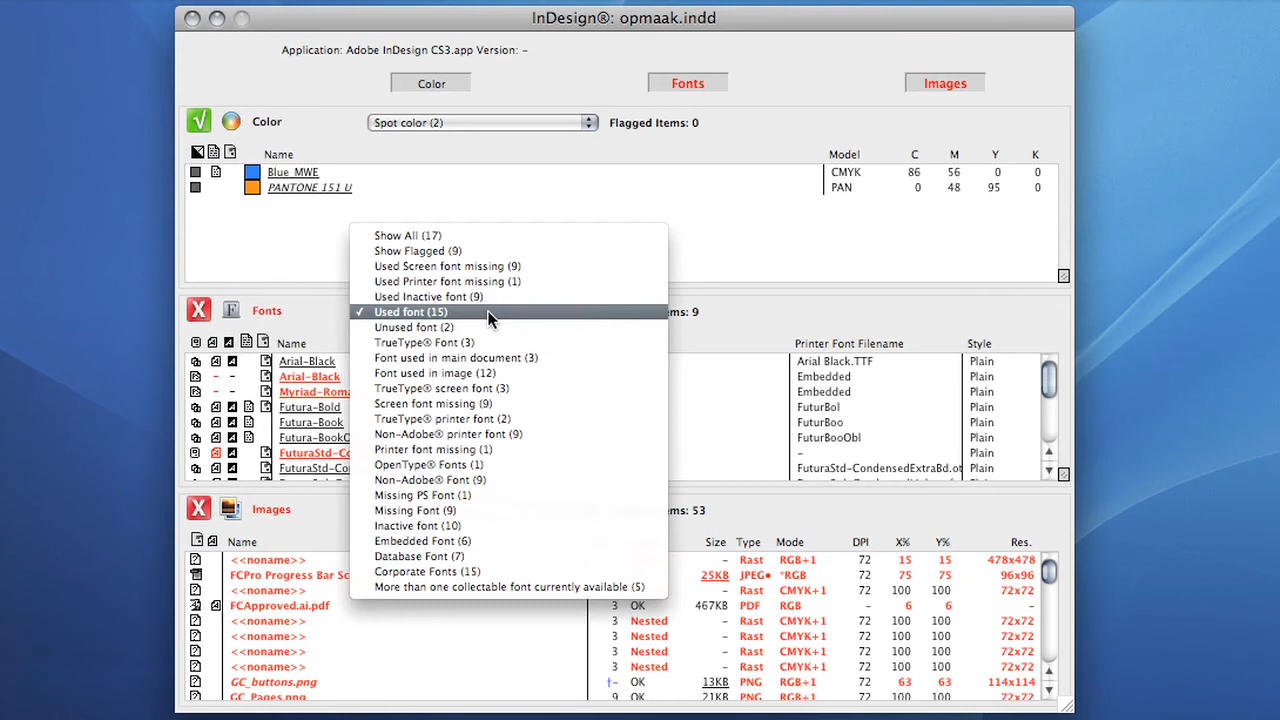 InDesign®: opmaak.indd
Application: Adobe InDesign CS3.app Version: -
Color Fonts Images
Color Spot color (2) Flagged Items: 0
Name Model C M Y K
Blue_MWE CMYK 86 56 0 0
PANTONE 151 U PAN 0 48 95 0
Show All (17)
Show Flagged (9)
Used Screen font missing (9)
Used Printer font missing (1)
Used Inactive font (9)
✓ Used font (15)
Unused font (2)
TrueType® Font (3)
Font used in main document (3)
Font used in image (12)
TrueType® screen font (3)
Screen font missing (9)
TrueType® printer font (2)
Non-Adobe® printer font (9)
Printer font missing (1)
OpenType® Fonts (1)
Non-Adobe® Font (9)
Missing PS Font (1)
Missing Font (9)
Inactive font (10)
Embedded Font (6)
Database Font (7)
Corporate Fonts (15)
More than one collectable font currently available (5)
Fonts ems: 9
Name Printer Font Filename Style
Arial-Black Arial Black.TTF Plain
Arial-Black - - Embedded Plain
Myriad-Roma - - Embedded Plain
Futura-Bold FuturBol Plain
Futura-Book FuturBoo Plain
Futura-BookO FuturBooObl Plain
FuturaStd-Co - Plain
FuturaStd-Co FuturaStd-CondensedExtraBd.ot Plain
Images ems: 53
Name Size Type Mode DPI X% Y% Res.
<<noname>> - Rast RGB+1 72 15 15 478x478
FCPro Progress Bar Sc 25KB JPEG• *RGB 72 75 75 96x96
<<noname>> - Rast CMYK+1 72 100 100 72x72
FCApproved.ai.pdf 3 OK 467KB PDF RGB - 6 6 -
<<noname>> 3 Nested - Rast CMYK+1 72 100 100 72x72
<<noname>> 3 Nested - Rast CMYK+1 72 100 100 72x72
<<noname>> 3 Nested - Rast CMYK+1 72 100 100 72x72
<<noname>> 3 Nested - Rast CMYK+1 72 100 100 72x72
GC_buttons.png OK 13KB PNG RGB+1 72 63 63 114x114
GC_Pages.png 9 OK 21KB PNG RGB+1 72 100 100 72x72